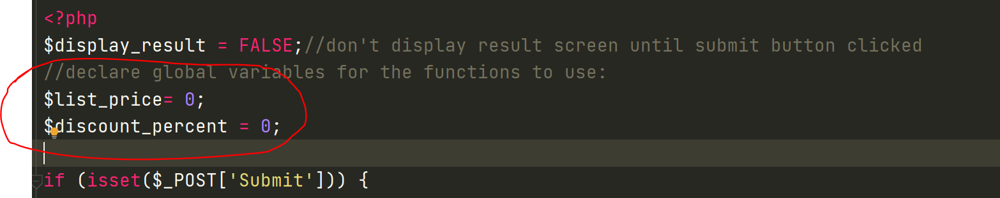 <?php
$display_result = FALSE;//don't display result screen until submit button clicked
//declare global variables for the functions to use:
$list_price= 0;
$discount_percent = 0;
if (isset($_POST['Submit'])) {